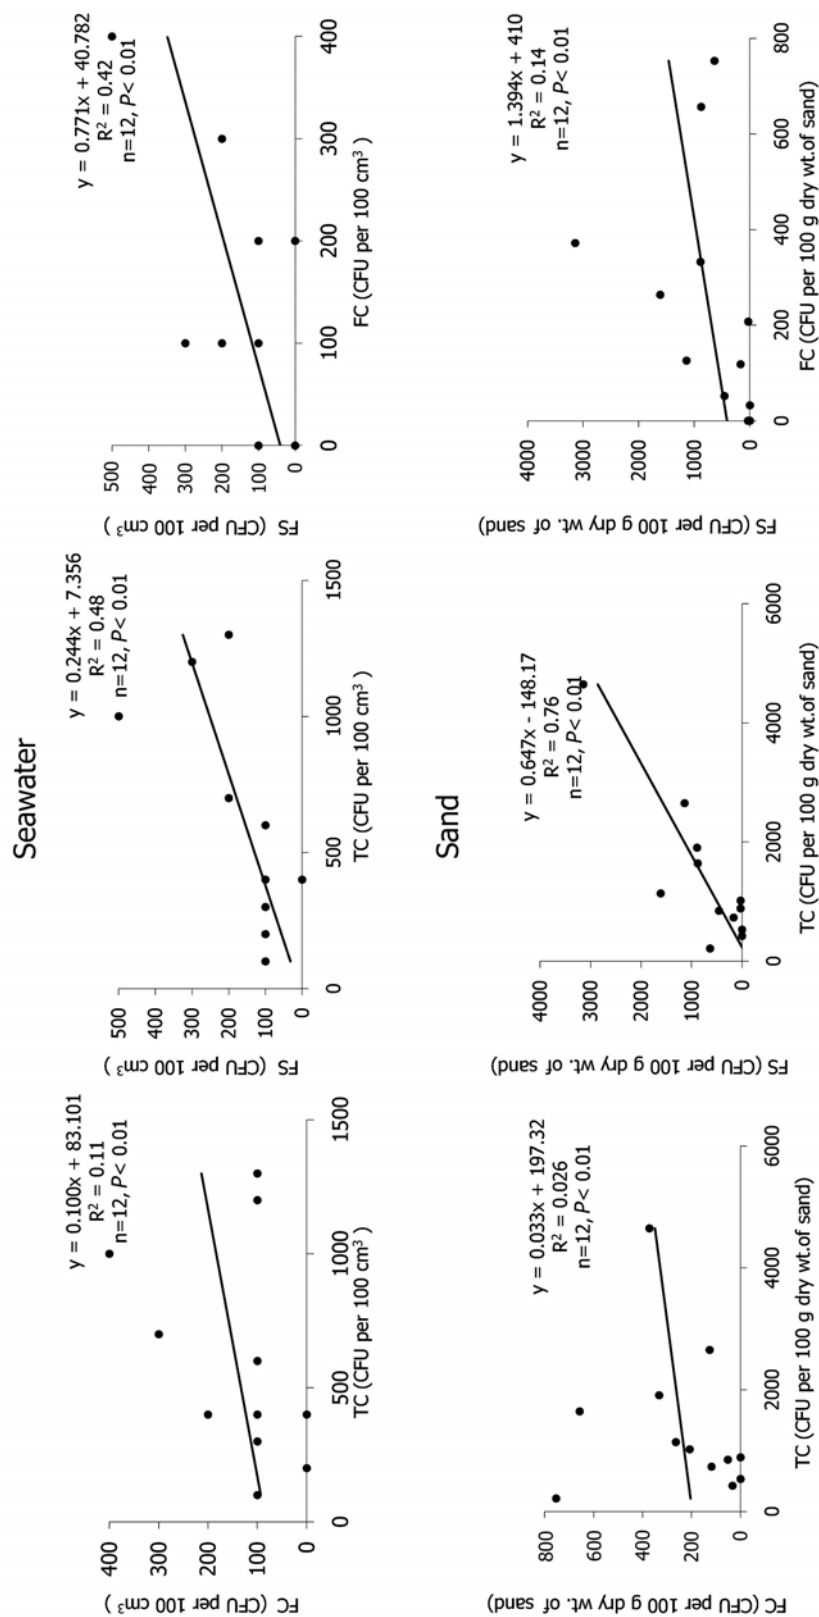 Seawater
y = 0.100x + 83.101
R² = 0.11
n=12, P< 0.01
FC (CFU per 100 cm³ )
400
300
200
100
0
0
500
1000
1500
TC (CFU per 100 cm³ )
y = 0.244x + 7.356
R² = 0.48
n=12, P< 0.01
FS (CFU per 100 cm³ )
500
400
300
200
100
0
0
500
1000
1500
TC (CFU per 100 cm³ )
y = 0.771x + 40.782
R² = 0.42
n=12, P< 0.01
FS (CFU per 100 cm³ )
500
400
300
200
100
0
0
100
200
300
400
FC (CFU per 100 cm³ )
Sand
y = 0.033x + 197.32
R² = 0.026
n=12, P< 0.01
FC (CFU per 100 g dry wt. of sand)
800
600
400
200
0
0
2000
4000
6000
TC (CFU per 100 g dry wt.of sand)
y = 0.647x - 148.17
R² = 0.76
n=12, P< 0.01
FS (CFU per 100 g dry wt. of sand)
4000
3000
2000
1000
0
0
2000
4000
6000
TC (CFU per 100 g dry wt.of sand)
y = 1.394x + 410
R² = 0.14
n=12, P< 0.01
FS (CFU per 100 g dry wt. of sand)
4000
3000
2000
1000
0
0
200
400
600
800
FC (CFU per 100 g dry wt.of sand)